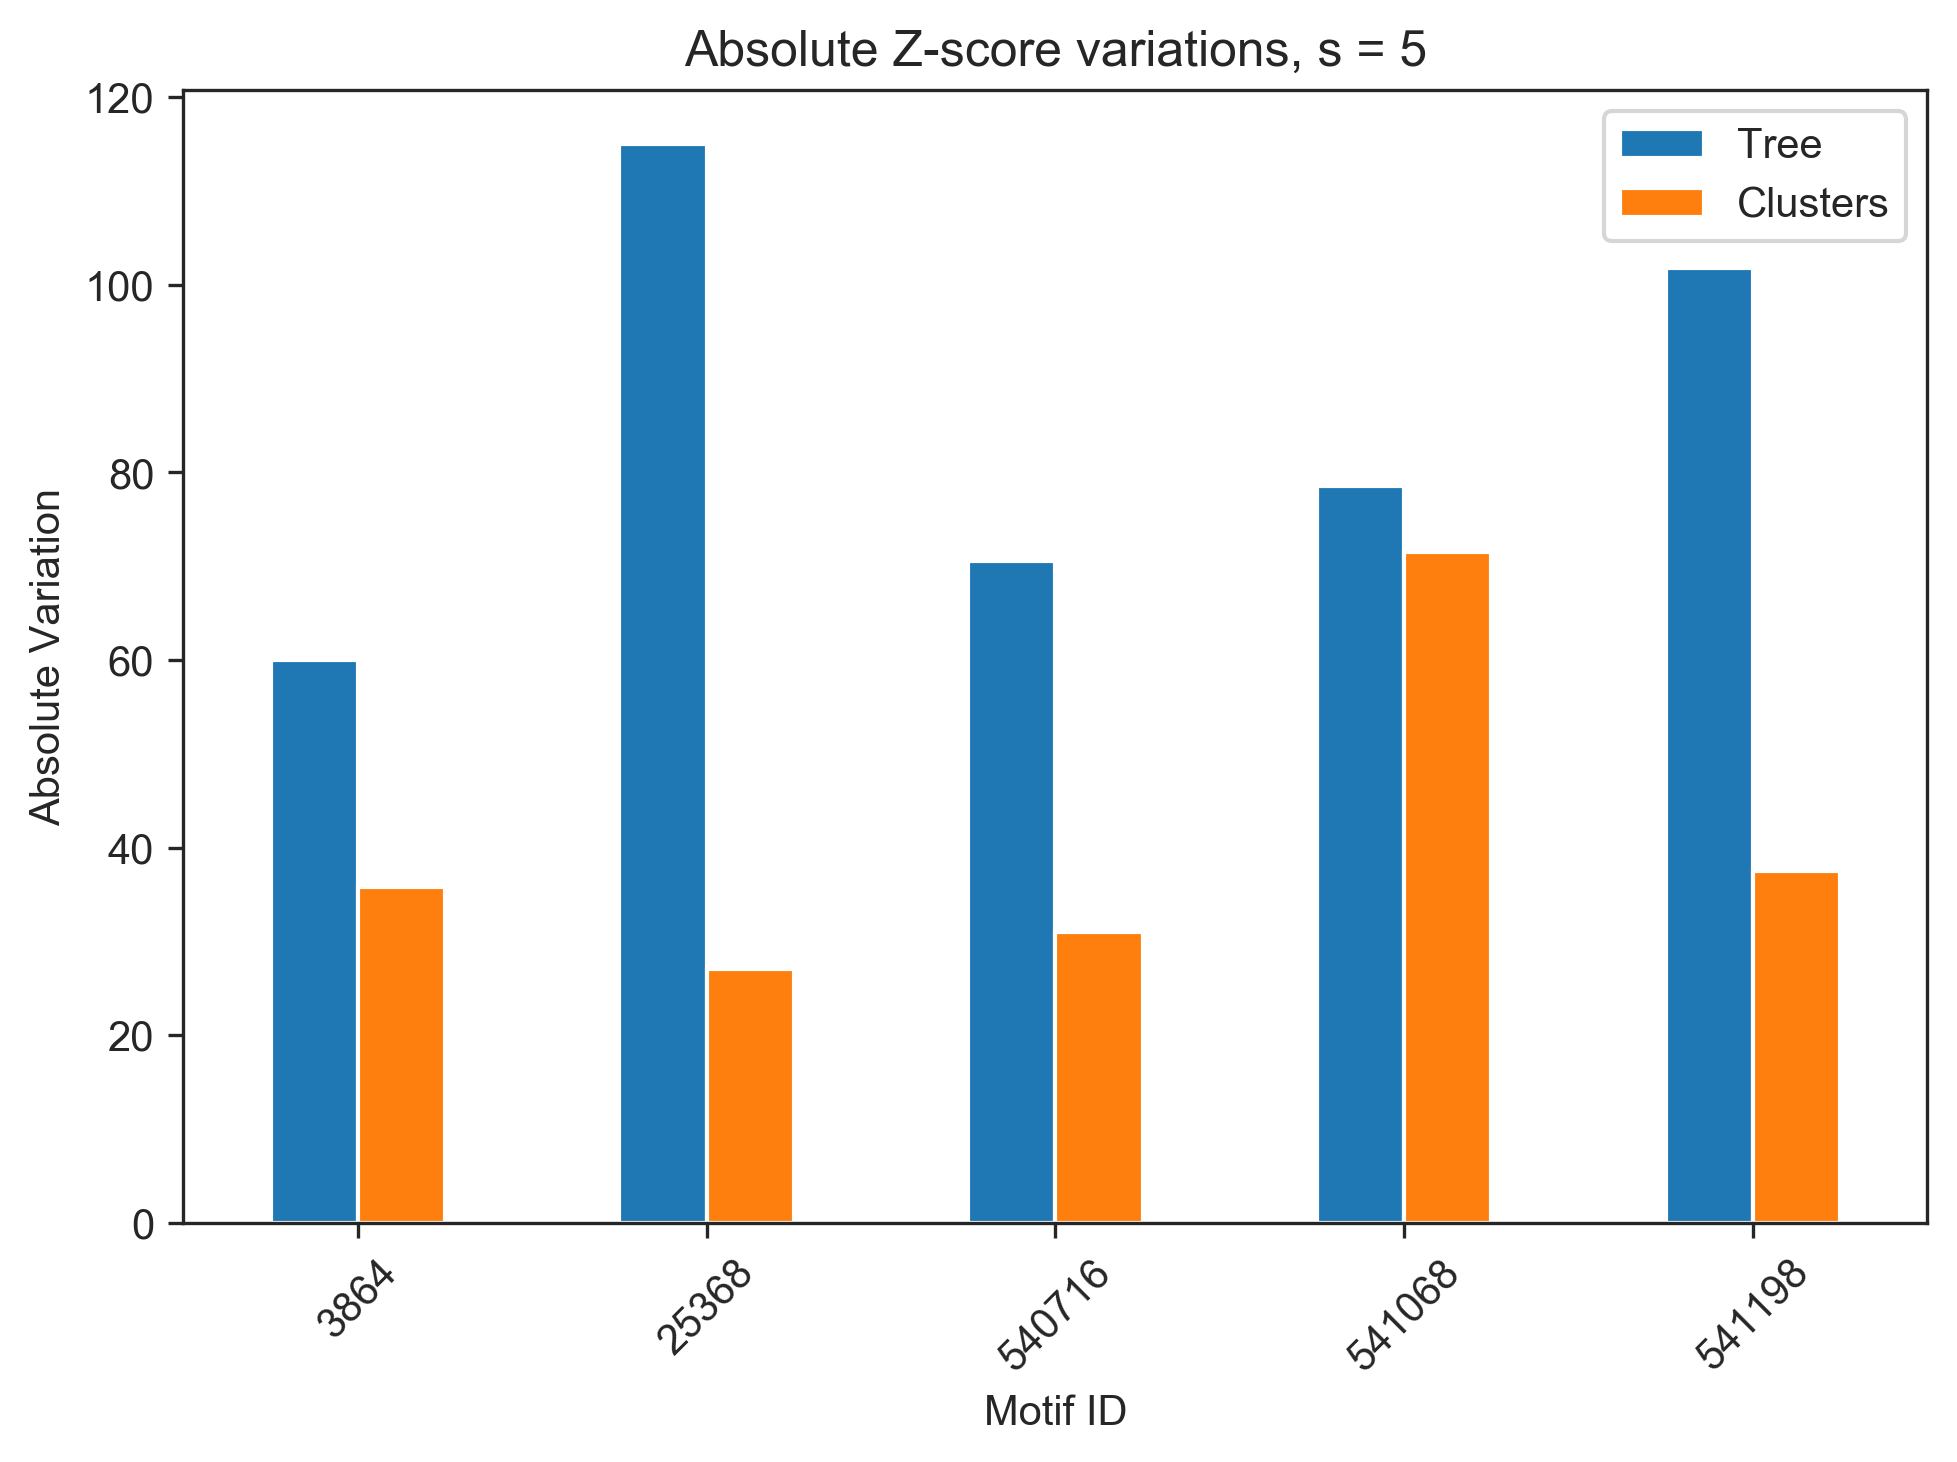 Absolute Z-score variations, s = 5
Tree
Clusters
120
100
80
60
40
20
0
Absolute Variation
3864
25368
540716
541068
541198
Motif ID